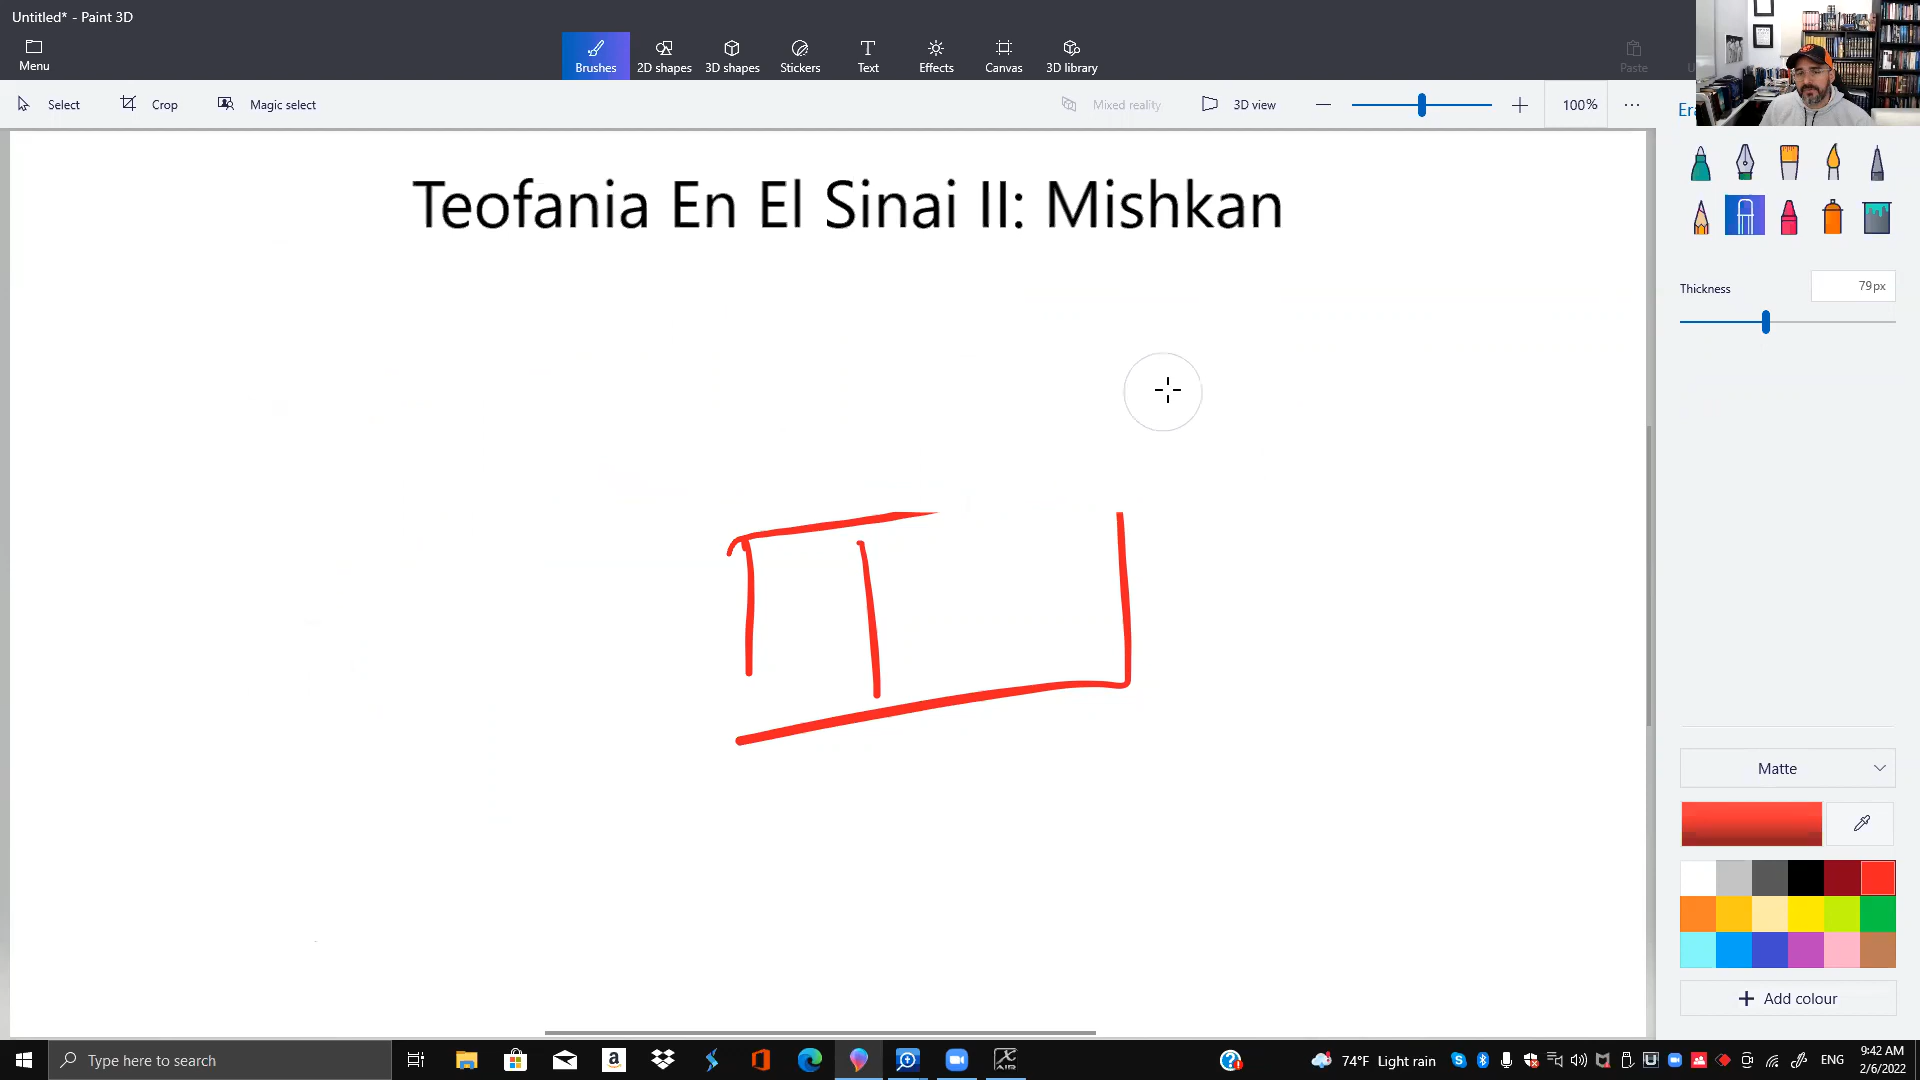 Untitled* - Paint 3D
Menu
Brushes
2D shapes
3D shapes
Stickers
Text
Effects
Canvas
3D library
Paste
Select
Crop
Magic select
Mixed reality
3D view
100%
Teofania En El Sinai II: Mishkan
Thickness
79px
Matte
Add colour
Type here to search
74°F Light rain
ENG
9:42 AM
2/6/2022